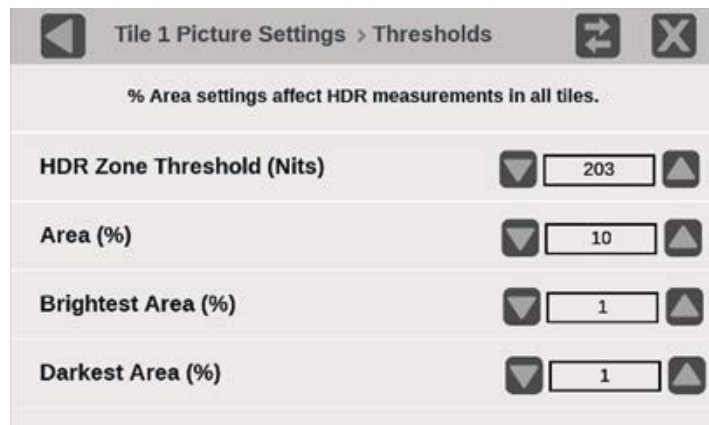 Tile 1 Picture Settings > Thresholds
% Area settings affect HDR measurements in all tiles.
HDR Zone Threshold (Nits) 203
Area (%) 10
Brightest Area (%) 1
Darkest Area (%) 1